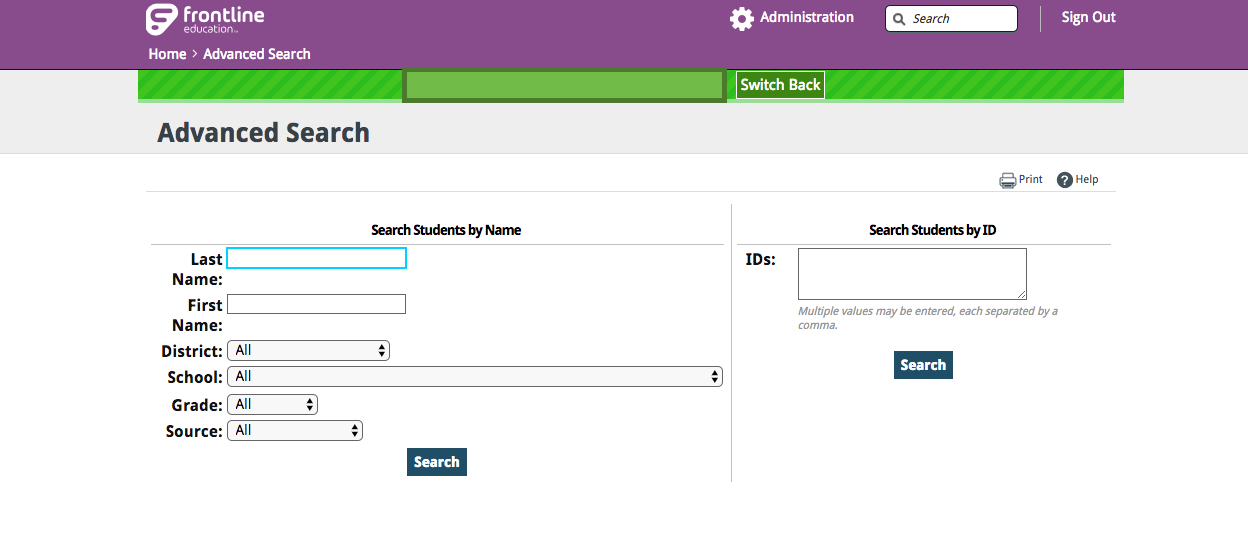 frontline
education™
Administration
Search
Sign Out
Home > Advanced Search
Switch Back
Advanced Search
Print
? Help
Search Students by Name
Last
Name:
First
Name:
District: All
School: All
Grade: All
Source: All
Search
Search Students by ID
IDs:
Multiple values may be entered, each separated by a
comma.
Search